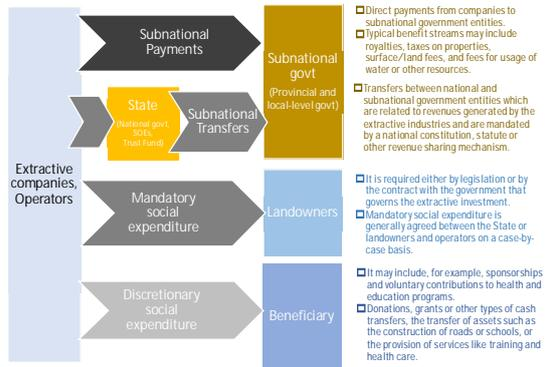 Extractive
companies,
Operators
Subnational
Payments
State
(National govt,
SOEs,
Trust Fund)
Subnational
Transfers
Subnational
govt
(Provincial and
local-level govt)
Mandatory
social
expenditure
Landowners
Discretionary
social
expenditure
Beneficiary
Direct payments from companies to
subnational government entities.
Typical benefit streams may include
royalties, taxes on properties,
surface/land fees, and fees for usage of
water or other resources.
Transfers between national and
subnational government entities which
are related to revenues generated by the
extractive industries and are mandated
by a national constitution, statute or
other revenue sharing mechanism.
It is required either by legislation or by
the contract with the government that
governs the extractive investment.
Mandatory social expenditure is
generally agreed between the State or
landowners and operators on a case-by-
case basis.
It may include, for example, sponsorships
and voluntary contributions to health and
education programs.
Donations, grants or other types of cash
transfers, the transfer of assets such as
the construction of roads or schools, or
the provision of services like training and
health care.